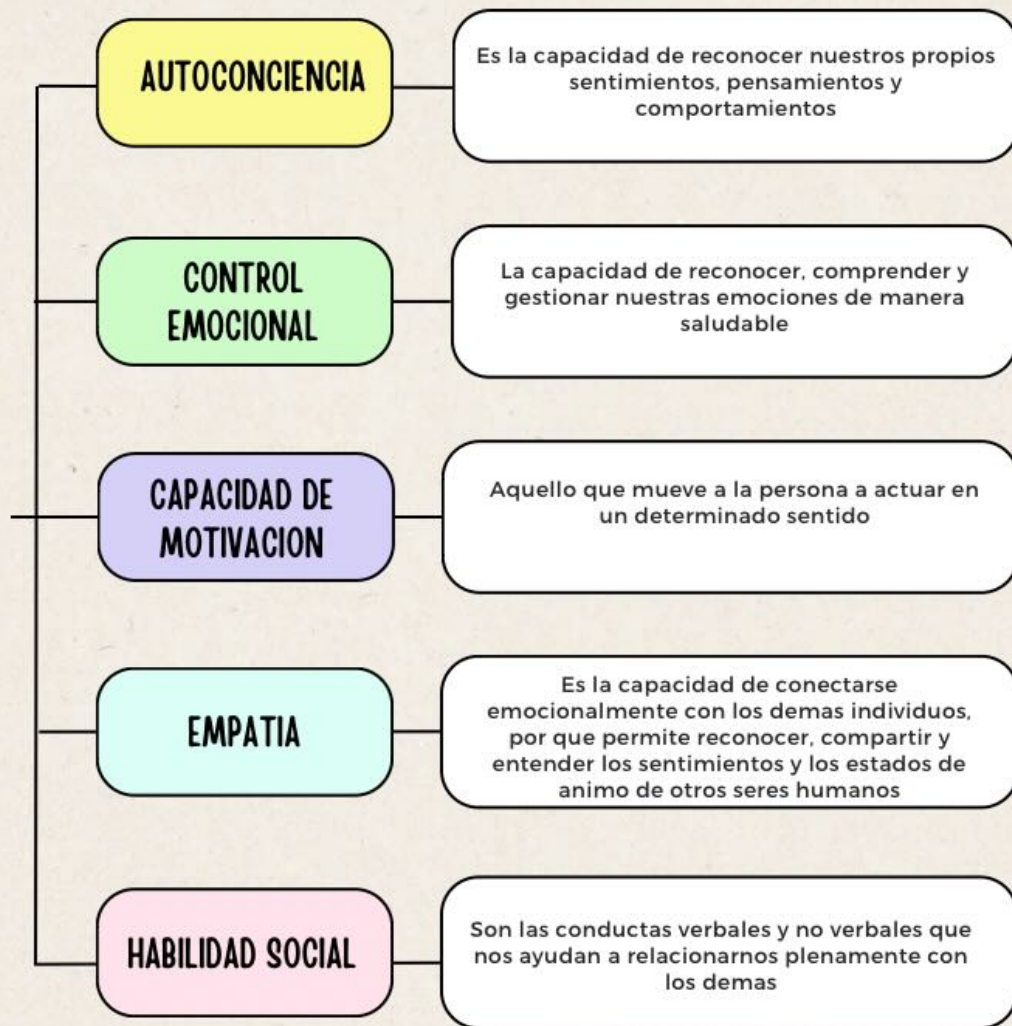 AUTOCONCIENCIA
Es la capacidad de reconocer nuestros propios
sentimientos, pensamientos y
comportamientos
CONTROL
EMOCIONAL
La capacidad de reconocer, comprender y
gestionar nuestras emociones de manera
saludable
CAPACIDAD DE
MOTIVACION
Aquello que mueve a la persona a actuar en
un determinado sentido
EMPATIA
Es la capacidad de conectarse
emocionalmente con los demas individuos,
por que permite reconocer, compartir y
entender los sentimientos y los estados de
animo de otros seres humanos
HABILIDAD SOCIAL
Son las conductas verbales y no verbales que
nos ayudan a relacionarnos plenamente con
los demas